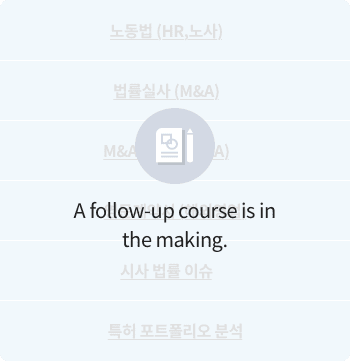 노동법 (HR,노사)
법률실사 (M&A)
M&A
A)
A follow-up course is in
the making.
시사 법률 이슈
특허 포트폴리오 분석